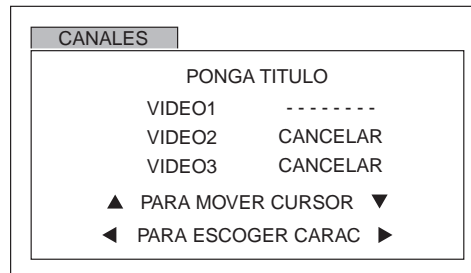 CANALES
PONGA TITULO
VIDEO1 - - - - - - - -
VIDEO2 CANCELAR
VIDEO3 CANCELAR
▲ PARA MOVER CURSOR ▼
◀ PARA ESCOGER CARAC ▶